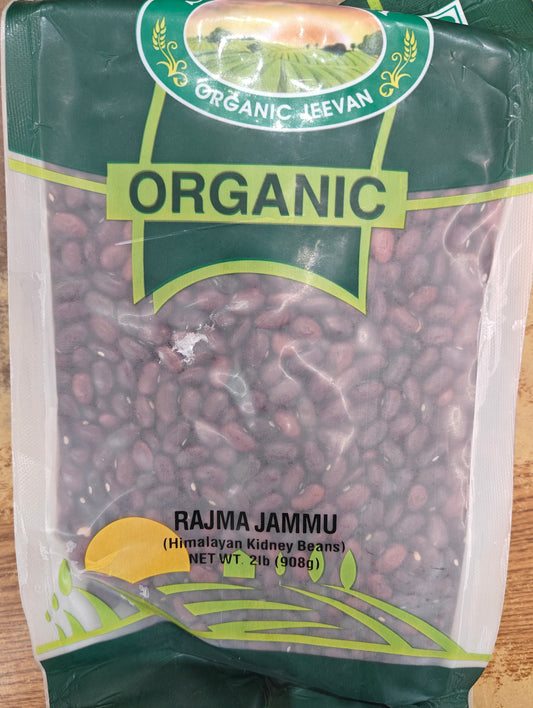 ORGANIC JEEVAN
ORGANIC
RAJMA JAMMU
(Himalayan Kidney Beans)
NET WT. 2lb (908g)